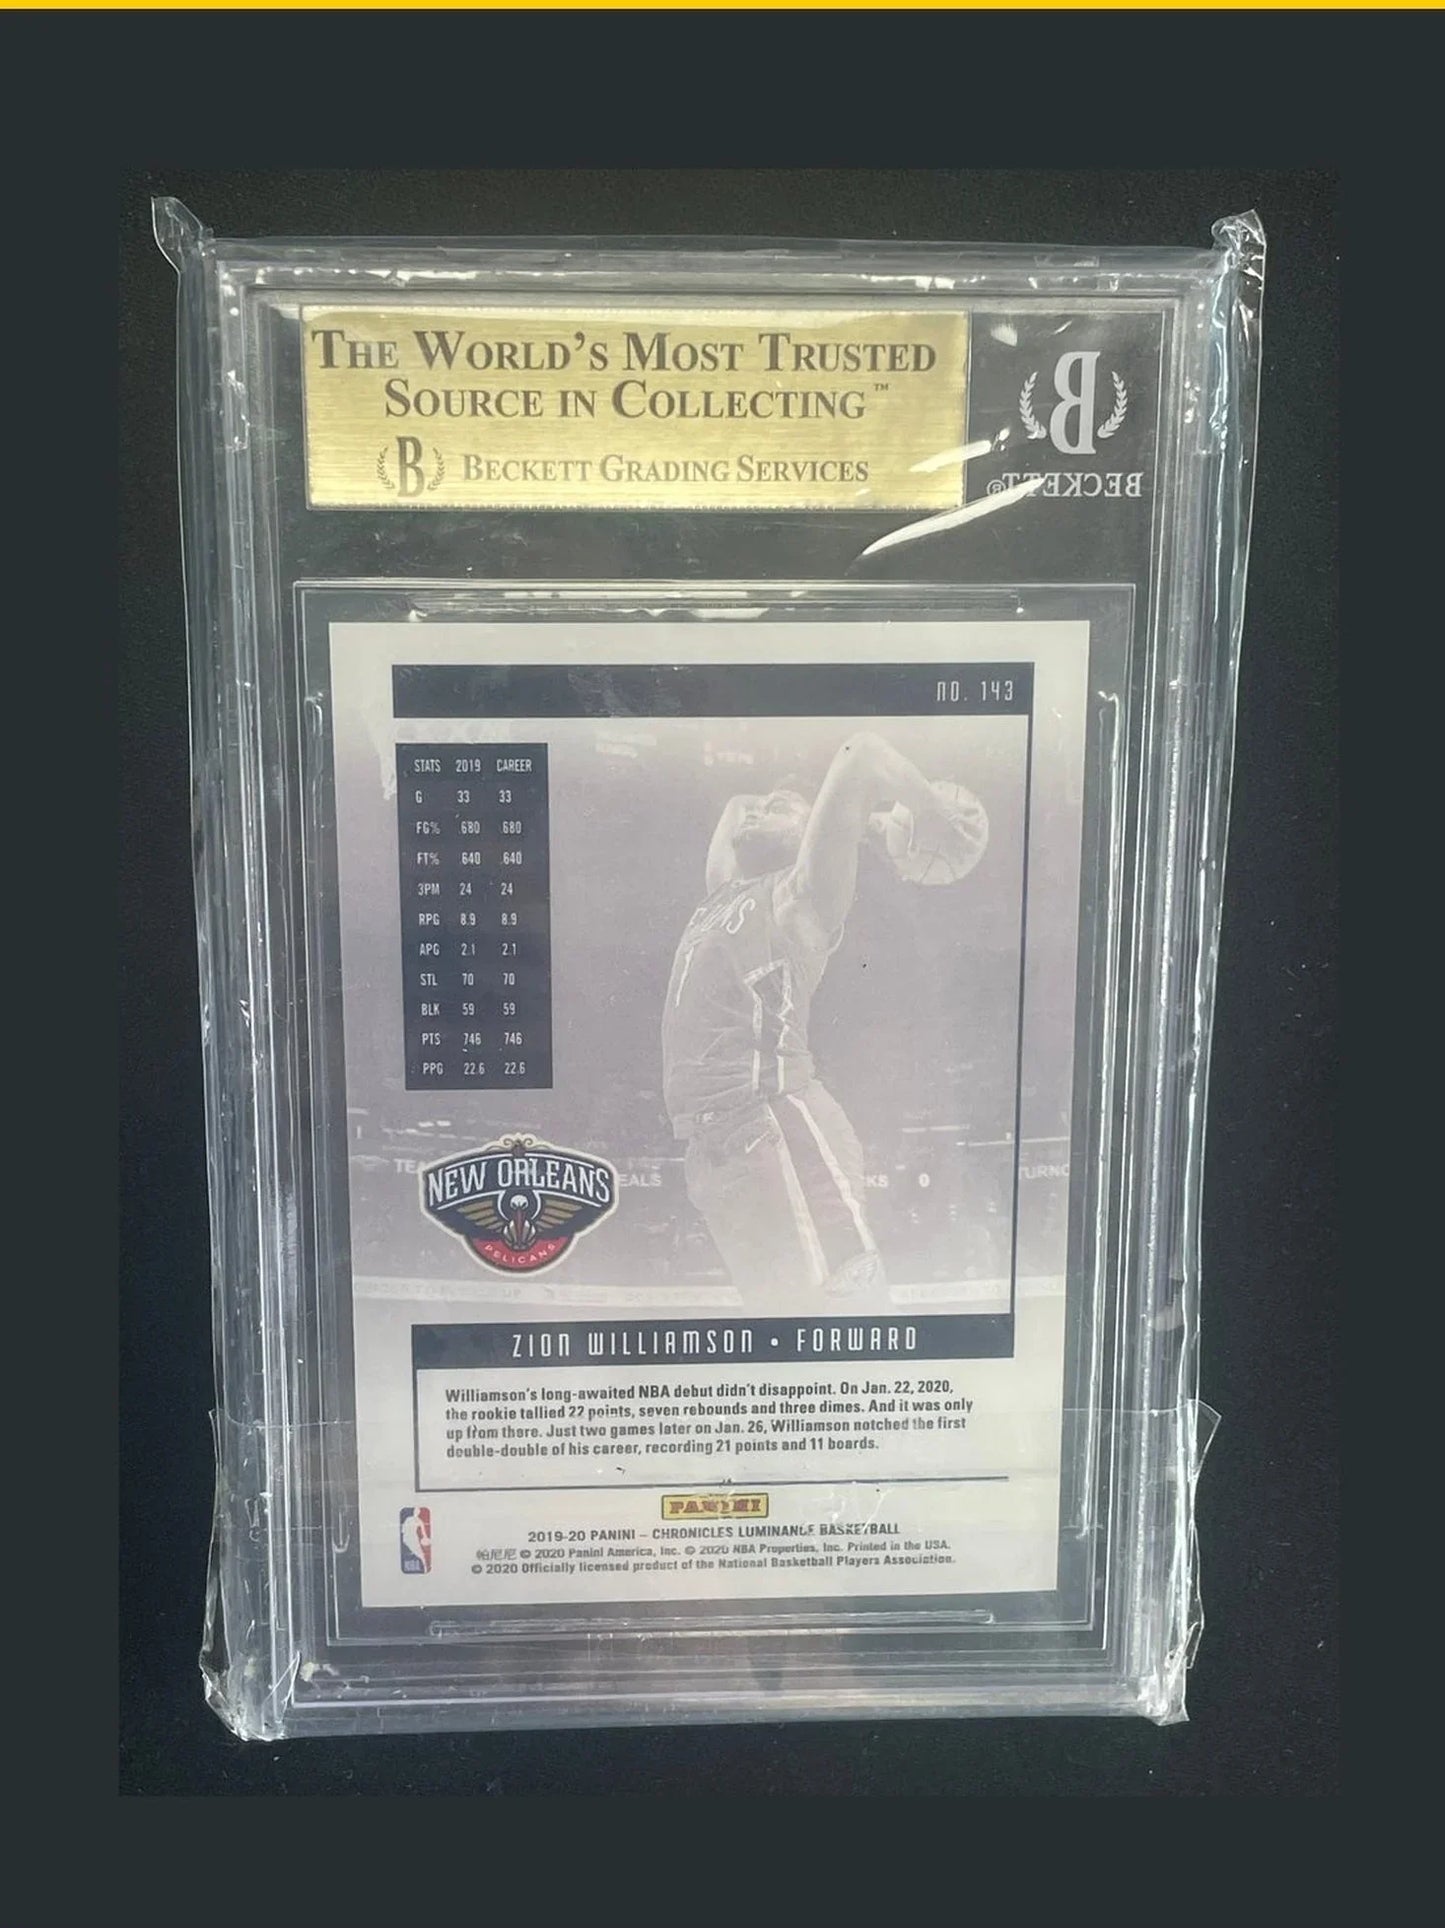 THE WORLD'S MOST TRUSTED
SOURCE IN COLLECTING™
B BECKETT GRADING SERVICES
B
BECKETT®
NO. 143
STATS 2019 CAREER
G 33 33
FG% .680 .680
FT% .640 .640
3PM 24 24
RPG 8.9 8.9
APG 2.1 2.1
STL 70 70
BLK 59 59
PTS 746 746
PPG 22.6 22.6
NEW ORLEANS
PELICANS
EALS
KS 0
TURNO
ZION WILLIAMSON • FORWARD
Williamson's long-awaited NBA debut didn't disappoint. On Jan. 22, 2020,
the rookie tallied 22 points, seven rebounds and three dimes. And it was only
up from there. Just two games later on Jan. 26, Williamson notched the first
double-double of his career, recording 21 points and 11 boards.
PANINI
NBA
2019-20 PANINI – CHRONICLES LUMINANCE BASKETBALL
帕尼尼 © 2020 Panini America, Inc. © 2020 NBA Properties, Inc. Printed in the USA.
© 2020 Officially licensed product of the National Basketball Players Association.